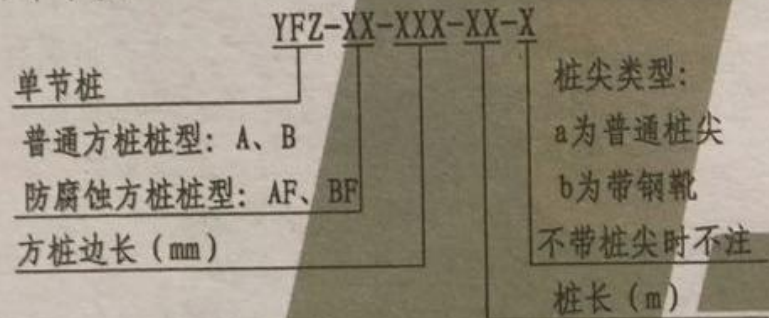 YFZ-XX-XXX-XX-X
单节桩
普通方桩桩型: A、B
防腐蚀方桩桩型: AF、BF
方桩边长(mm)
桩尖类型:
a为普通桩尖
b为带钢靴
不带桩尖时不注
桩长(m)